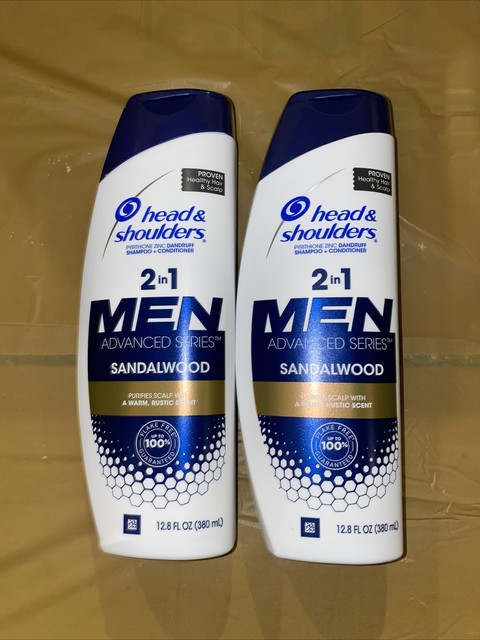 PROVEN
Healthy Hair
& Scalp
head &
shoulders®
PYRITHIONE ZINC DANDRUFF
SHAMPOO + CONDITIONER
2 in 1
MEN
ADVANCED SERIES™
SANDALWOOD
PURIFIES SCALP
A WARM, RUSTIC SCENT
FLAKE FREE
UP TO
100%
GUARANTEED
12.8 FL OZ (380 mL)
PROVEN
Healthy Hair
& Scalp
head &
shoulders®
PYRITHIONE ZINC DANDRUFF
SHAMPOO + CONDITIONER
2 in 1
MEN
ADVANCED SERIES™
SANDALWOOD
SCALP WITH
RUSTIC SCENT
FLAKE FREE
UP TO
100%
GUARANTEED
12.8 FL OZ (380 mL)